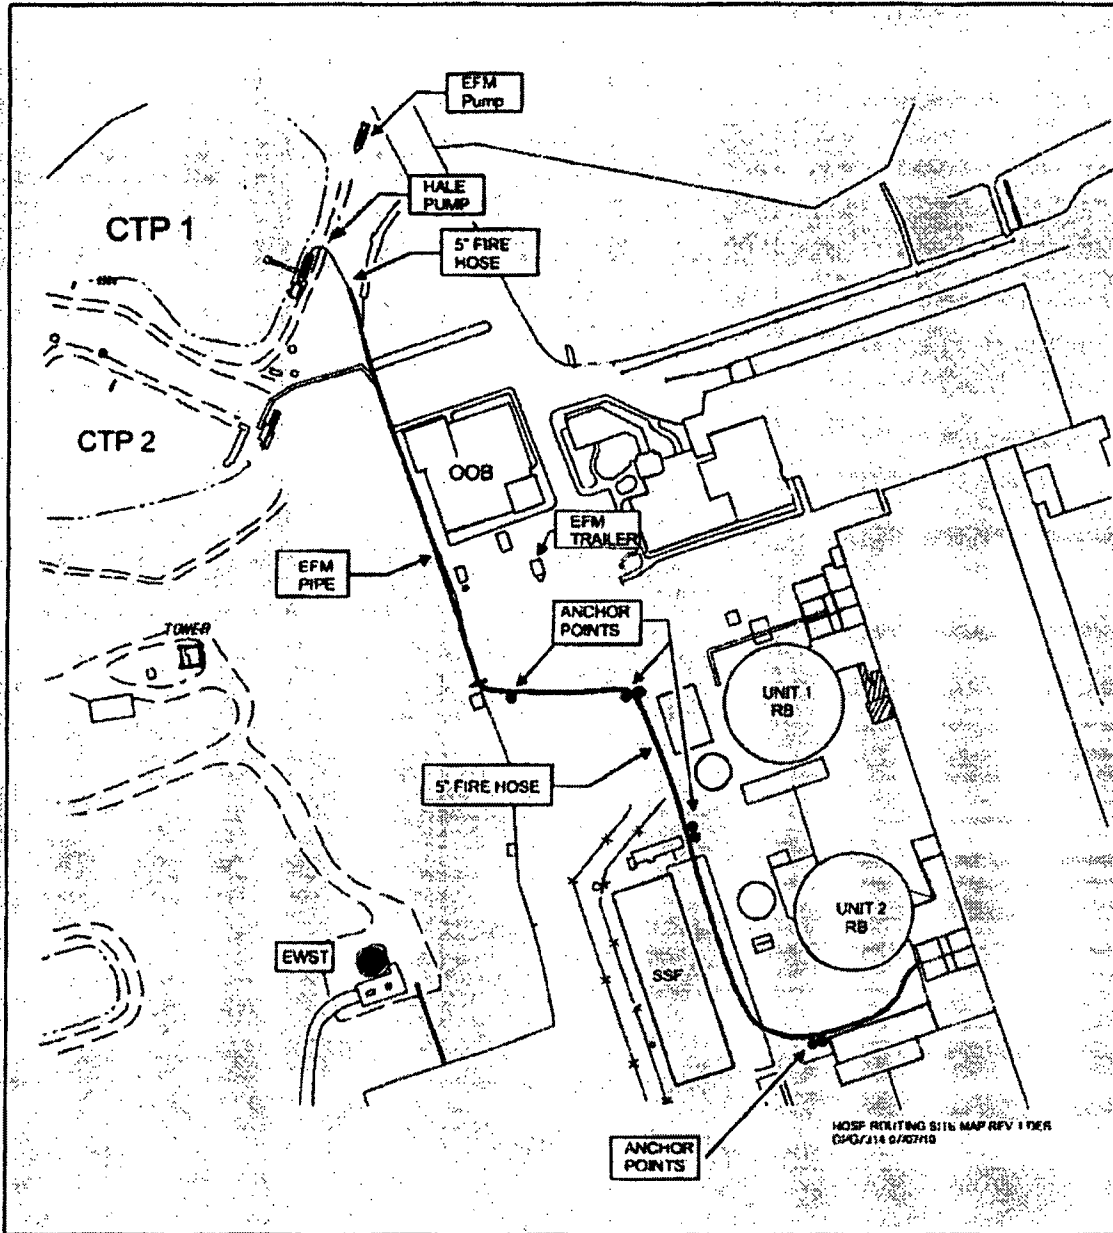 EFM
Pump
HALE
PUMP
CTP 1
5" FIRE
HOSE
CTP 2
OOB
EFM
TRAILER
EFM
PIPE
ANCHOR
POINTS
TOWER
UNIT 1
RB
5" FIRE HOSE
UNIT 2
RB
EWST
SSF
HOSE ROUTING SITE MAP REV 1 DER
ANCHOR
POINTS